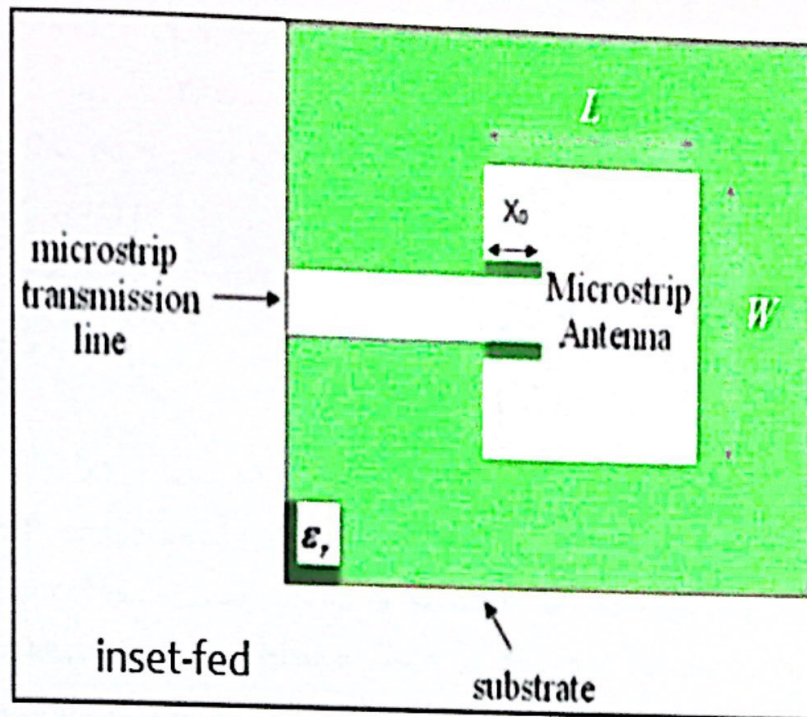 L
X₀
microstrip
transmission
line
Microstrip
Antenna
W
εᵣ
inset-fed
substrate